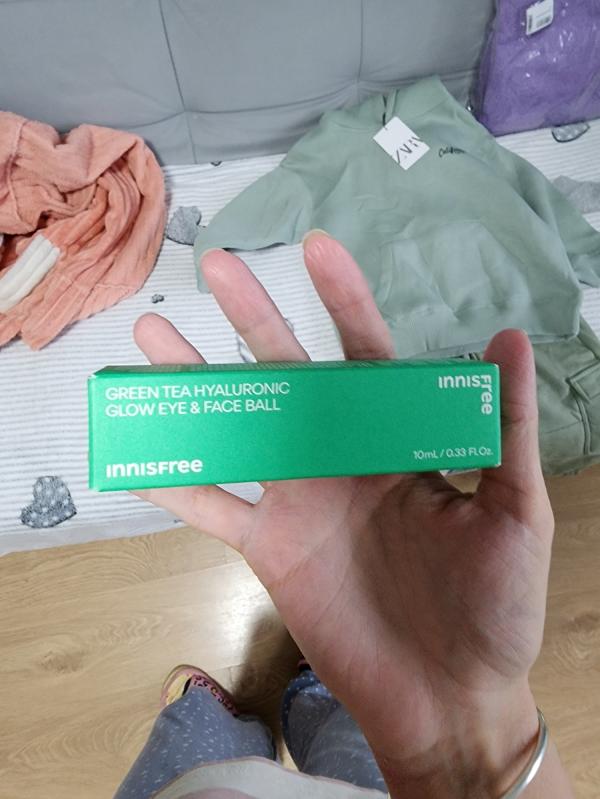 GREEN TEA HYALURONIC
GLOW EYE & FACE BALL
innisfree
innisfree
10mL / 0.33 Fl.Oz.